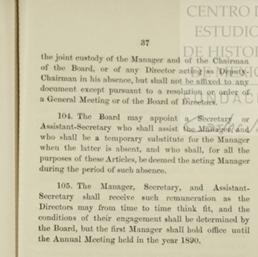 CENTRO D
ESTUDIO
DE HISTOR
37
the joint custody of the Manager and of the Chairman
of the Board, or of any Director acting as Deputy-
Chairman in his absence, but shall not be affixed to any
document except pursuant to a resolution or order of
a General Meeting or of the Board of Directors.
104. The Board may appoint a Secretary or
Assistant-Secretary who shall assist the Manager, and
who shall be a temporary substitute for the Manager
when the latter is absent, and who shall, for all the
purposes of these Articles, be deemed the acting Manager
during the period of such absence.
105. The Manager, Secretary, and Assistant-
Secretary shall receive such remuneration as the
Directors may from time to time think fit, and the
conditions of their engagement shall be determined by
the Board, but the first Manager shall hold office until
the Annual Meeting held in the year 1890.